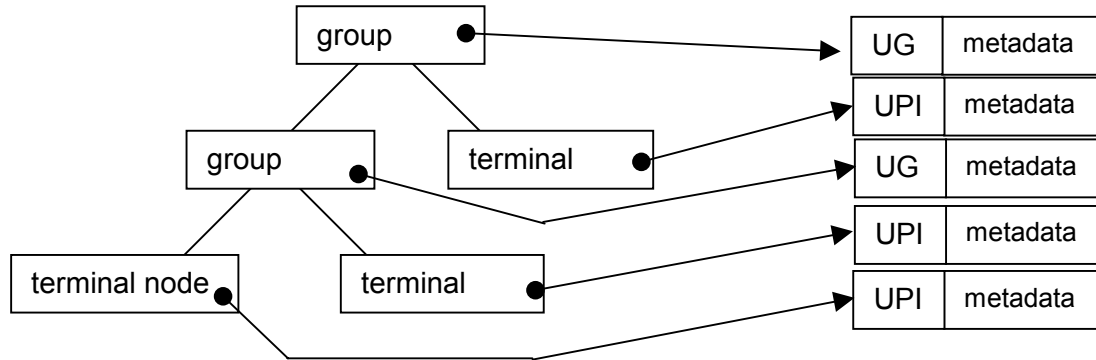 group
UG metadata
UPI metadata
group
terminal
UG metadata
UPI metadata
terminal node
terminal
UPI metadata